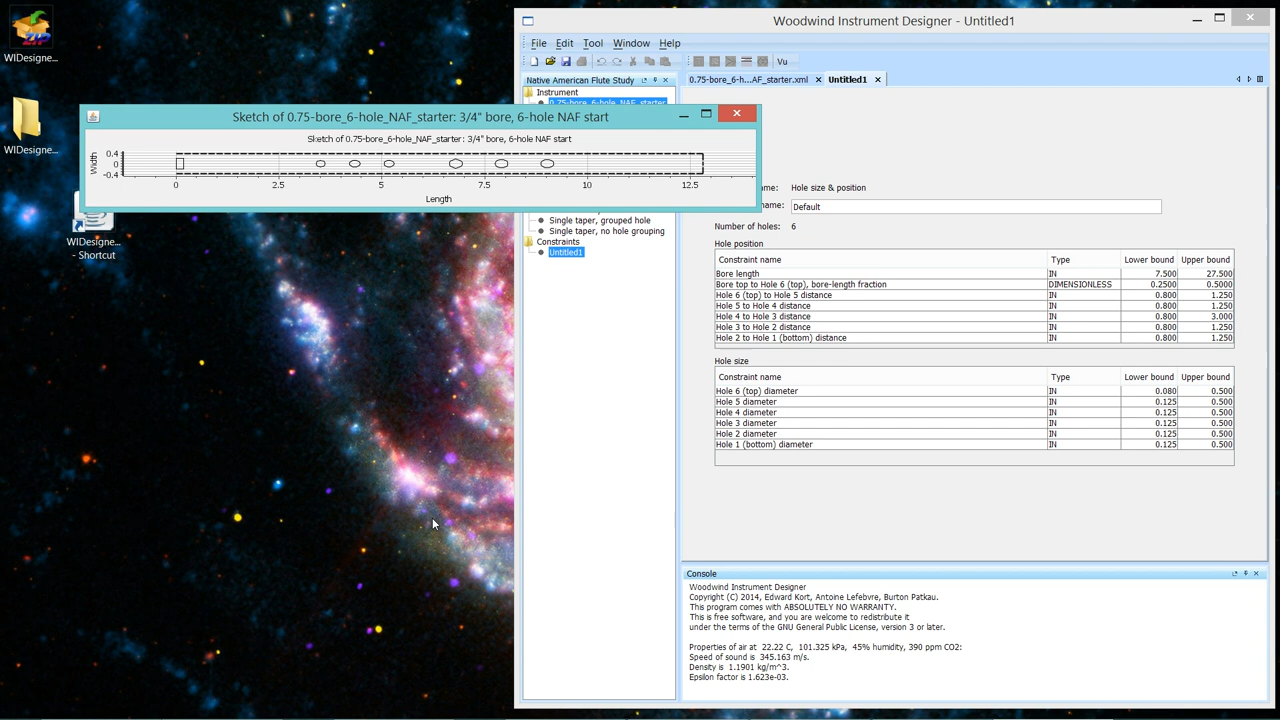 WIDesigne...
WIDesigne...
WIDesigne...
- Shortcut
Woodwind Instrument Designer - Untitled1
File Edit Tool Window Help
Vu
Native American Flute Study
Instrument
0.75-bore_6-hole_NAF_starter
0.75-bore_6-h...AF_starter.xml
Untitled1
Sketch of 0.75-bore_6-hole_NAF_starter: 3/4" bore, 6-hole NAF start
Sketch of 0.75-bore_6-hole_NAF_starter: 3/4" bore, 6-hole NAF start
Width
0.4
0
-0.4
0 2.5 5 7.5 10 12.5
Length
Single taper, grouped hole
Single taper, no hole grouping
Constraints
Untitled1
name: Hole size & position
name: Default
Number of holes: 6
Hole position
Constraint name Type Lower bound Upper bound
Bore length IN 7.500 27.500
Bore top to Hole 6 (top), bore-length fraction DIMENSIONLESS 0.2500 0.5000
Hole 6 (top) to Hole 5 distance IN 0.800 1.250
Hole 5 to Hole 4 distance IN 0.800 1.250
Hole 4 to Hole 3 distance IN 0.800 3.000
Hole 3 to Hole 2 distance IN 0.800 1.250
Hole 2 to Hole 1 (bottom) distance IN 0.800 1.250
Hole size
Constraint name Type Lower bound Upper bound
Hole 6 (top) diameter IN 0.080 0.500
Hole 5 diameter IN 0.125 0.500
Hole 4 diameter IN 0.125 0.500
Hole 3 diameter IN 0.125 0.500
Hole 2 diameter IN 0.125 0.500
Hole 1 (bottom) diameter IN 0.125 0.500
Console
Woodwind Instrument Designer
Copyright (C) 2014, Edward Kort, Antoine Lefebvre, Burton Patkau.
This program comes with ABSOLUTELY NO WARRANTY.
This is free software, and you are welcome to redistribute it
under the terms of the GNU General Public License, version 3 or later.
Properties of air at 22.22 C, 101.325 kPa, 45% humidity, 390 ppm CO2:
Speed of sound is 345.163 m/s.
Density is 1.1901 kg/m^3.
Epsilon factor is 1.623e-03.